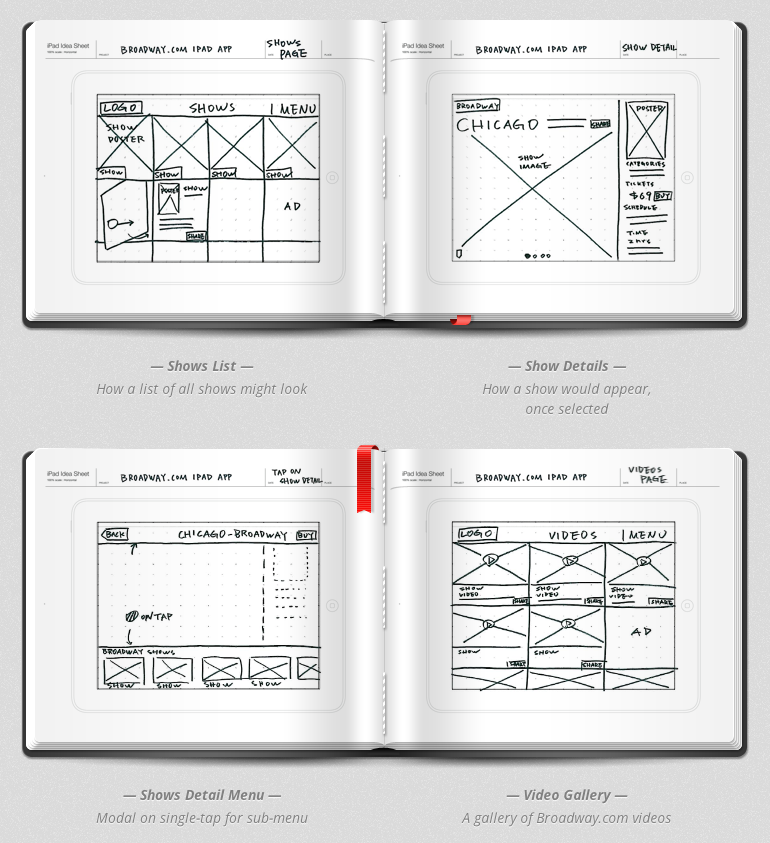 iPad Idea Sheet
BROADWAY.COM IPAD APP
SHOWS
PAGE
LOGO
SHOWS
MENU
SHOW
POSTER
SHOW
SHOW
SHOW
SHOW
POSTER
SHOW
SHARE
AD
iPad Idea Sheet
BROADWAY.COM IPAD APP
SHOW DETAIL
BROADWAY
CHICAGO
SHARE
SHOW
IMAGE
POSTER
CATEGORIES
TICKETS
$69 BUY
SCHEDULE
TIME
2 HRS
— Shows List —
How a list of all shows might look
— Show Details —
How a show would appear,
once selected
iPad Idea Sheet
BROADWAY.COM IPAD APP
TAP ON
SHOW DETAIL
BACK
CHICAGO-BROADWAY
BUY
ON TAP
BROADWAY SHOWS
SHOW
SHOW
SHOW
SHOW
iPad Idea Sheet
BROADWAY.COM IPAD APP
VIDEOS
PAGE
LOGO
VIDEOS
MENU
SHOW
VIDEO
SHARE
SHOW
VIDEO
SHARE
SHOW
VIDEO
SHARE
AD
SHOW
SHARE
SHOW
SHARE
— Shows Detail Menu —
Modal on single-tap for sub-menu
— Video Gallery —
A gallery of Broadway.com videos